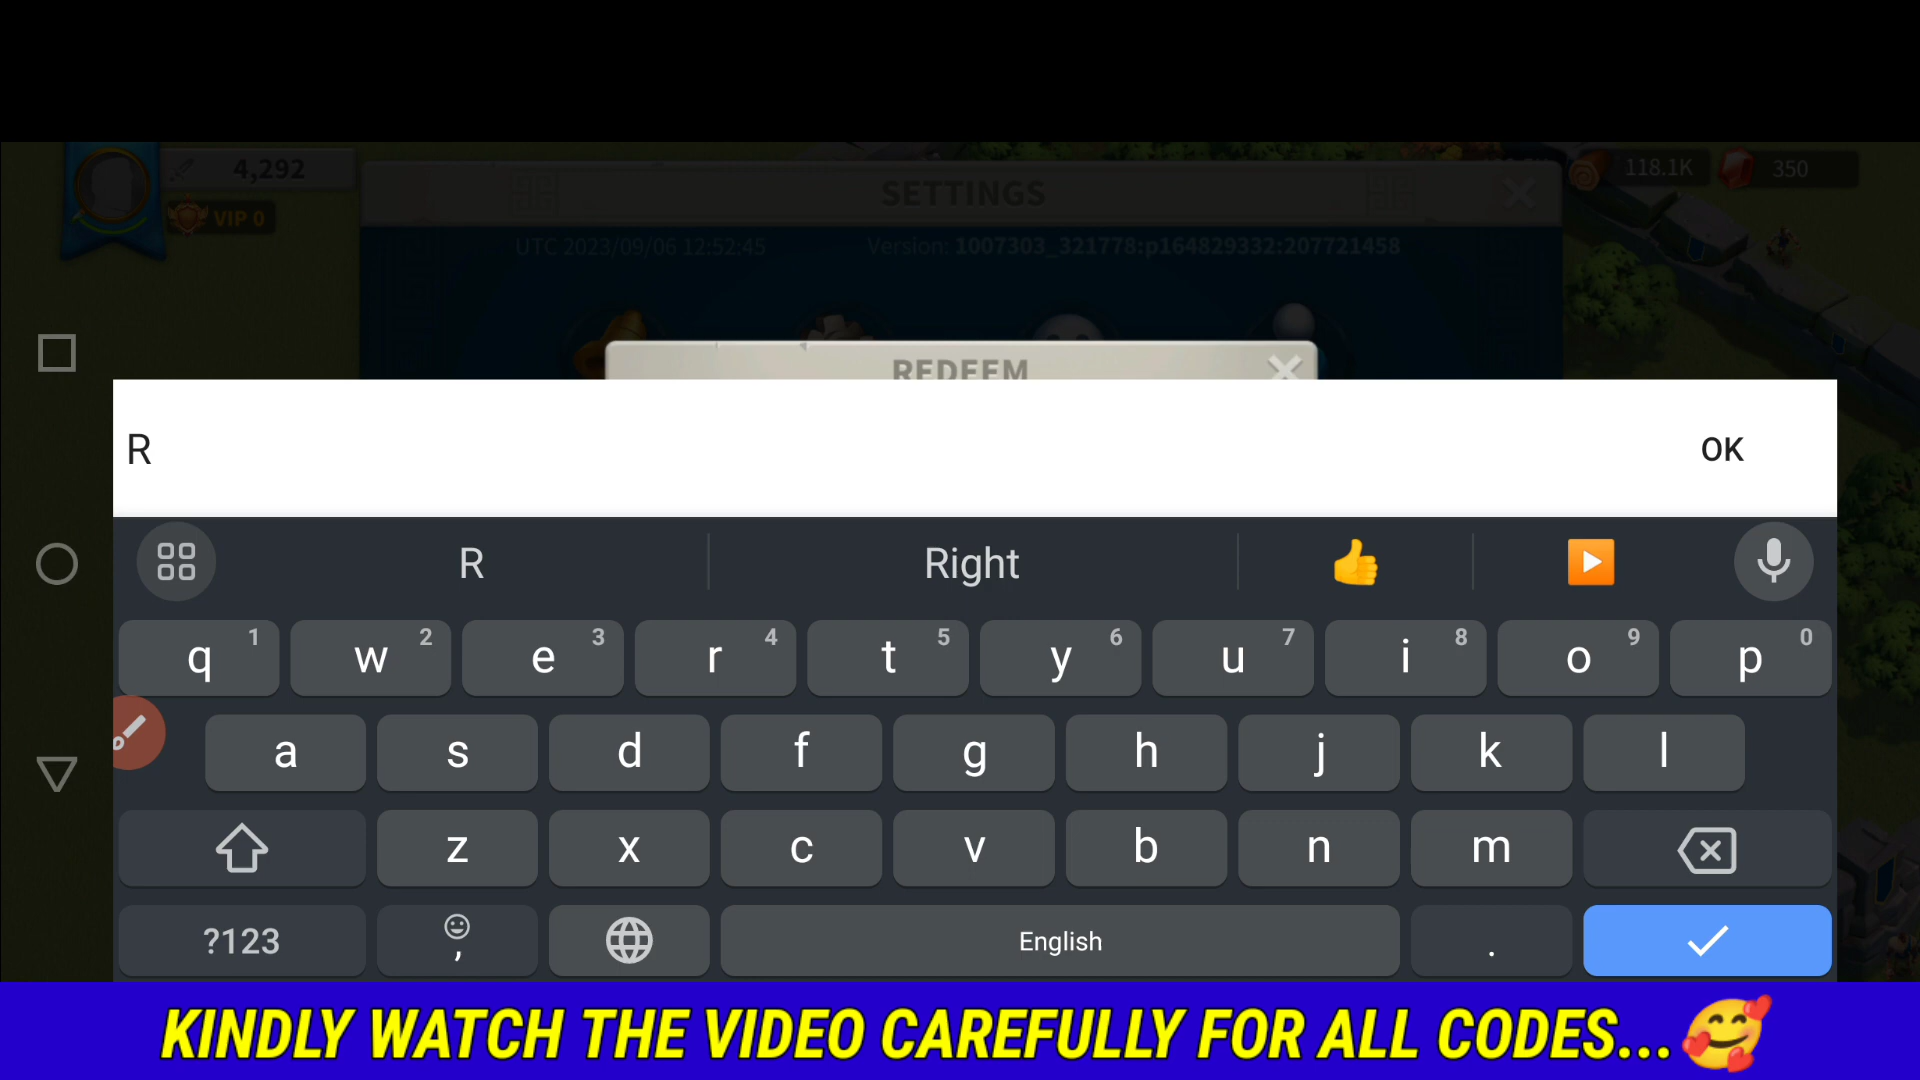 4,292
118.1K
350
SETTINGS
VIP 0
UTC 2023/09/06 12:52:45
Version: 1007303_321778:p164829332:207721458
REDEEM
R
OK
R
Right
q 1
w 2
e 3
r 4
t 5
y 6
u 7
i 8
o 9
p 0
a
s
d
f
g
h
j
k
l
z
x
c
v
b
n
m
?123
,
English
.
KINDLY WATCH THE VIDEO CAREFULLY FOR ALL CODES...